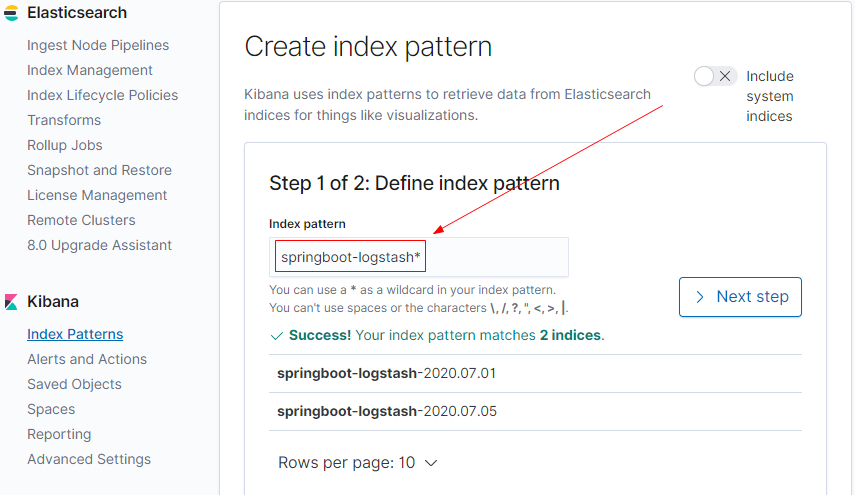 Elasticsearch
Ingest Node Pipelines
Index Management
Index Lifecycle Policies
Transforms
Rollup Jobs
Snapshot and Restore
License Management
Remote Clusters
8.0 Upgrade Assistant
Kibana
Index Patterns
Alerts and Actions
Saved Objects
Spaces
Reporting
Advanced Settings
Create index pattern
Kibana uses index patterns to retrieve data from Elasticsearch
indices for things like visualizations.
Include
system
indices
Step 1 of 2: Define index pattern
Index pattern
springboot-logstash*
You can use a * as a wildcard in your index pattern.
You can't use spaces or the characters \, /, ?, ", <, >, |.
Next step
Success! Your index pattern matches 2 indices.
springboot-logstash-2020.07.01
springboot-logstash-2020.07.05
Rows per page: 10